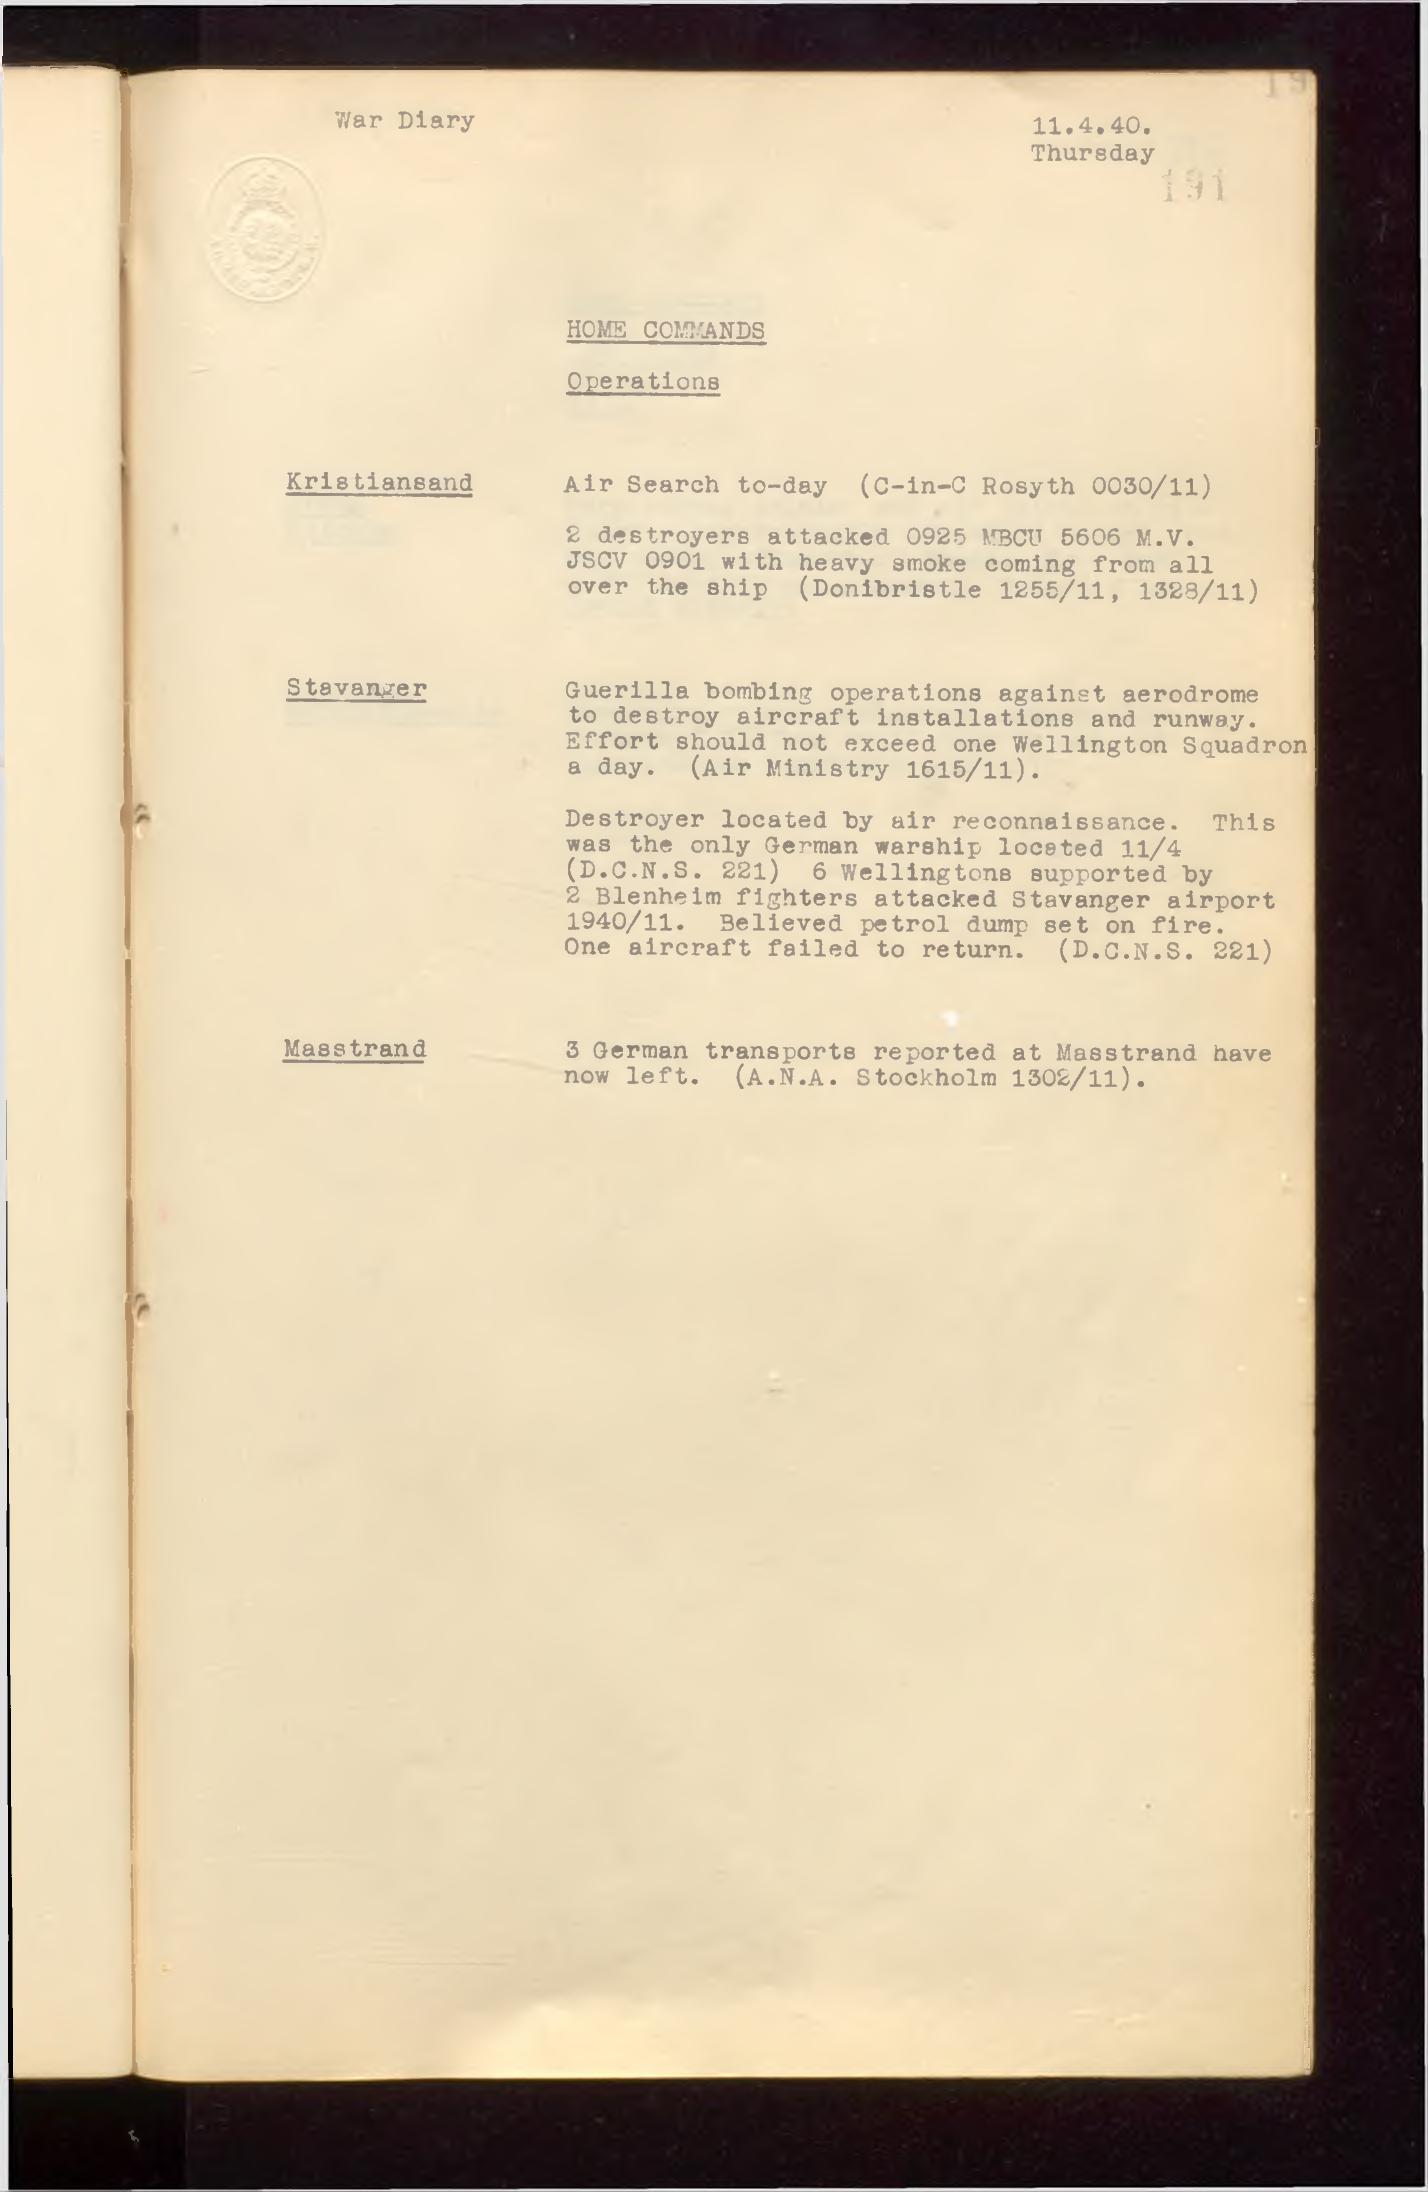 19
War Diary
11.4.40.
Thursday
191
HOME COMMANDS
Operations
Kristiansand
Air Search to-day (C-in-C Rosyth 0030/11)
2 destroyers attacked 0925 MBCU 5606 M.V.
JSCV 0901 with heavy smoke coming from all
over the ship (Donibristle 1255/11, 1328/11)
Stavanger
Guerilla bombing operations against aerodrome
to destroy aircraft installations and runway.
Effort should not exceed one Wellington Squadron
a day. (Air Ministry 1615/11).
Destroyer located by air reconnaissance. This
was the only German warship located 11/4
(D.C.N.S. 221) 6 Wellingtons supported by
2 Blenheim fighters attacked Stavanger airport
1940/11. Believed petrol dump set on fire.
One aircraft failed to return. (D.C.N.S. 221)
Masstrand
3 German transports reported at Masstrand have
now left. (A.N.A. Stockholm 1302/11).